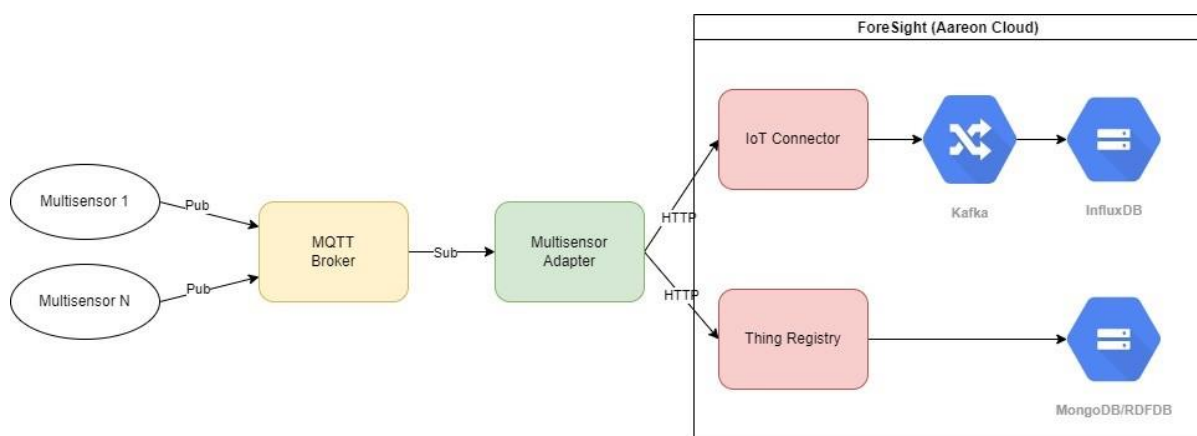 ForeSight (Aareon Cloud)
IoT Connector
Kafka
InfluxDB
Multisensor 1
Pub
MQTT
Broker
Sub
Multisensor
Adapter
HTTP
HTTP
Multisensor N
Pub
Thing Registry
MongoDB/RDFDB